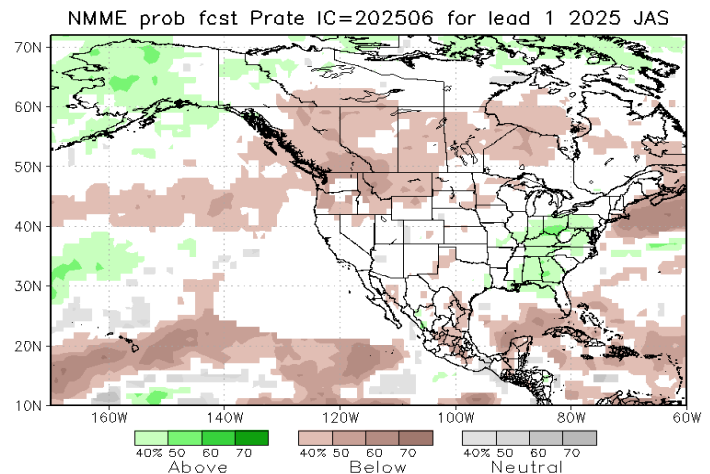 NMME prob fcst Prate IC=202506 for lead 1 2025 JAS
70N
60N
50N
40N
30N
20N
10N
160W 140W 120W 100W 80W 60W
40% 50 60 70 40% 50 60 70 40% 50 60 70
Above Below Neutral